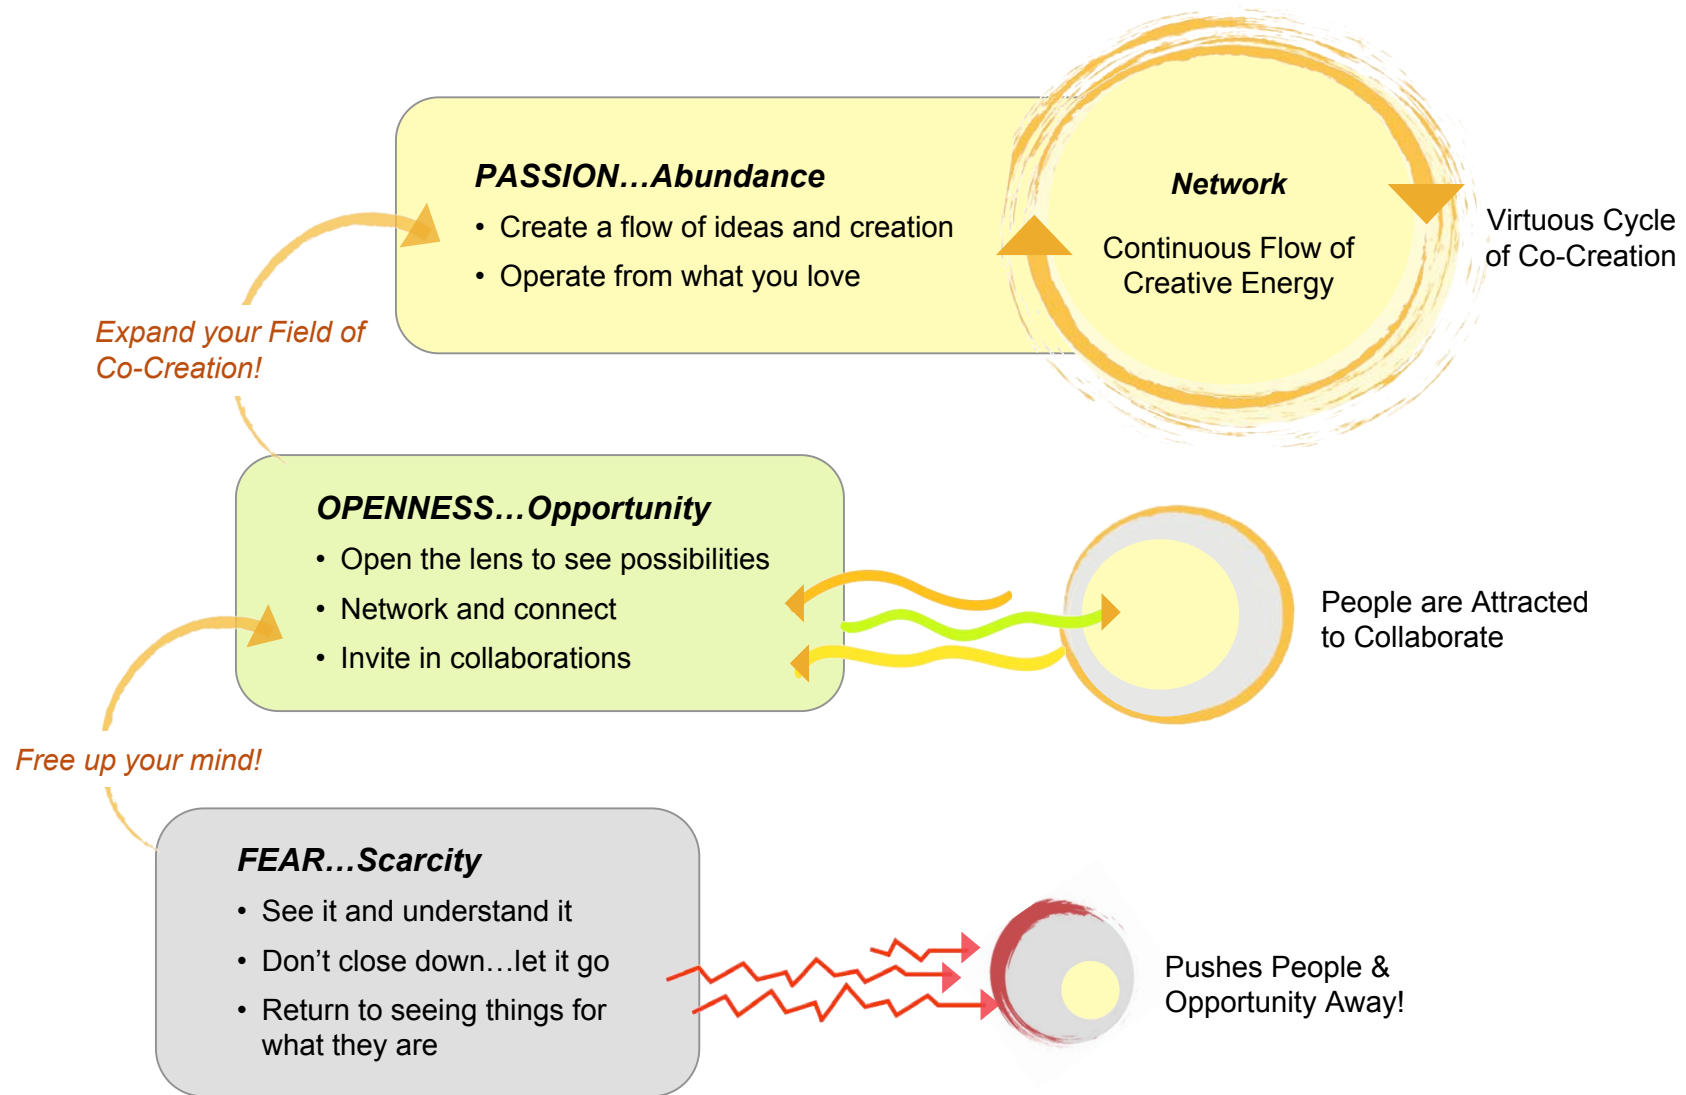 PASSION…Abundance
• Create a flow of ideas and creation
• Operate from what you love
Network
Continuous Flow of
Creative Energy
Virtuous Cycle
of Co-Creation
Expand your Field of
Co-Creation!
OPENNESS…Opportunity
• Open the lens to see possibilities
• Network and connect
• Invite in collaborations
People are Attracted
to Collaborate
Free up your mind!
FEAR…Scarcity
• See it and understand it
• Don’t close down…let it go
• Return to seeing things for
what they are
Pushes People &
Opportunity Away!